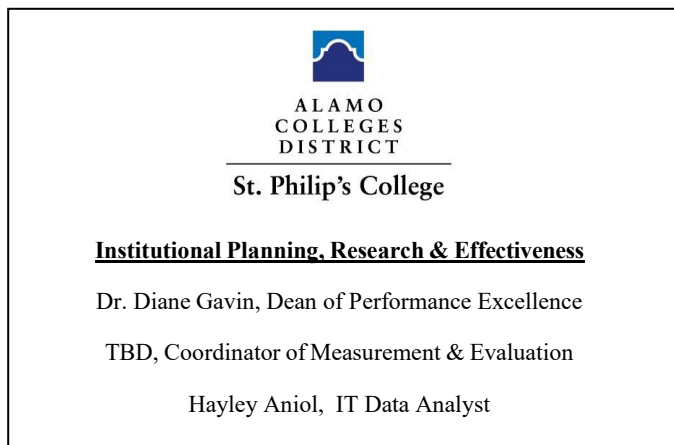 ALAMO
COLLEGES
DISTRICT
St. Philip's College
Institutional Planning, Research & Effectiveness
Dr. Diane Gavin, Dean of Performance Excellence
TBD, Coordinator of Measurement & Evaluation
Hayley Aniol, IT Data Analyst